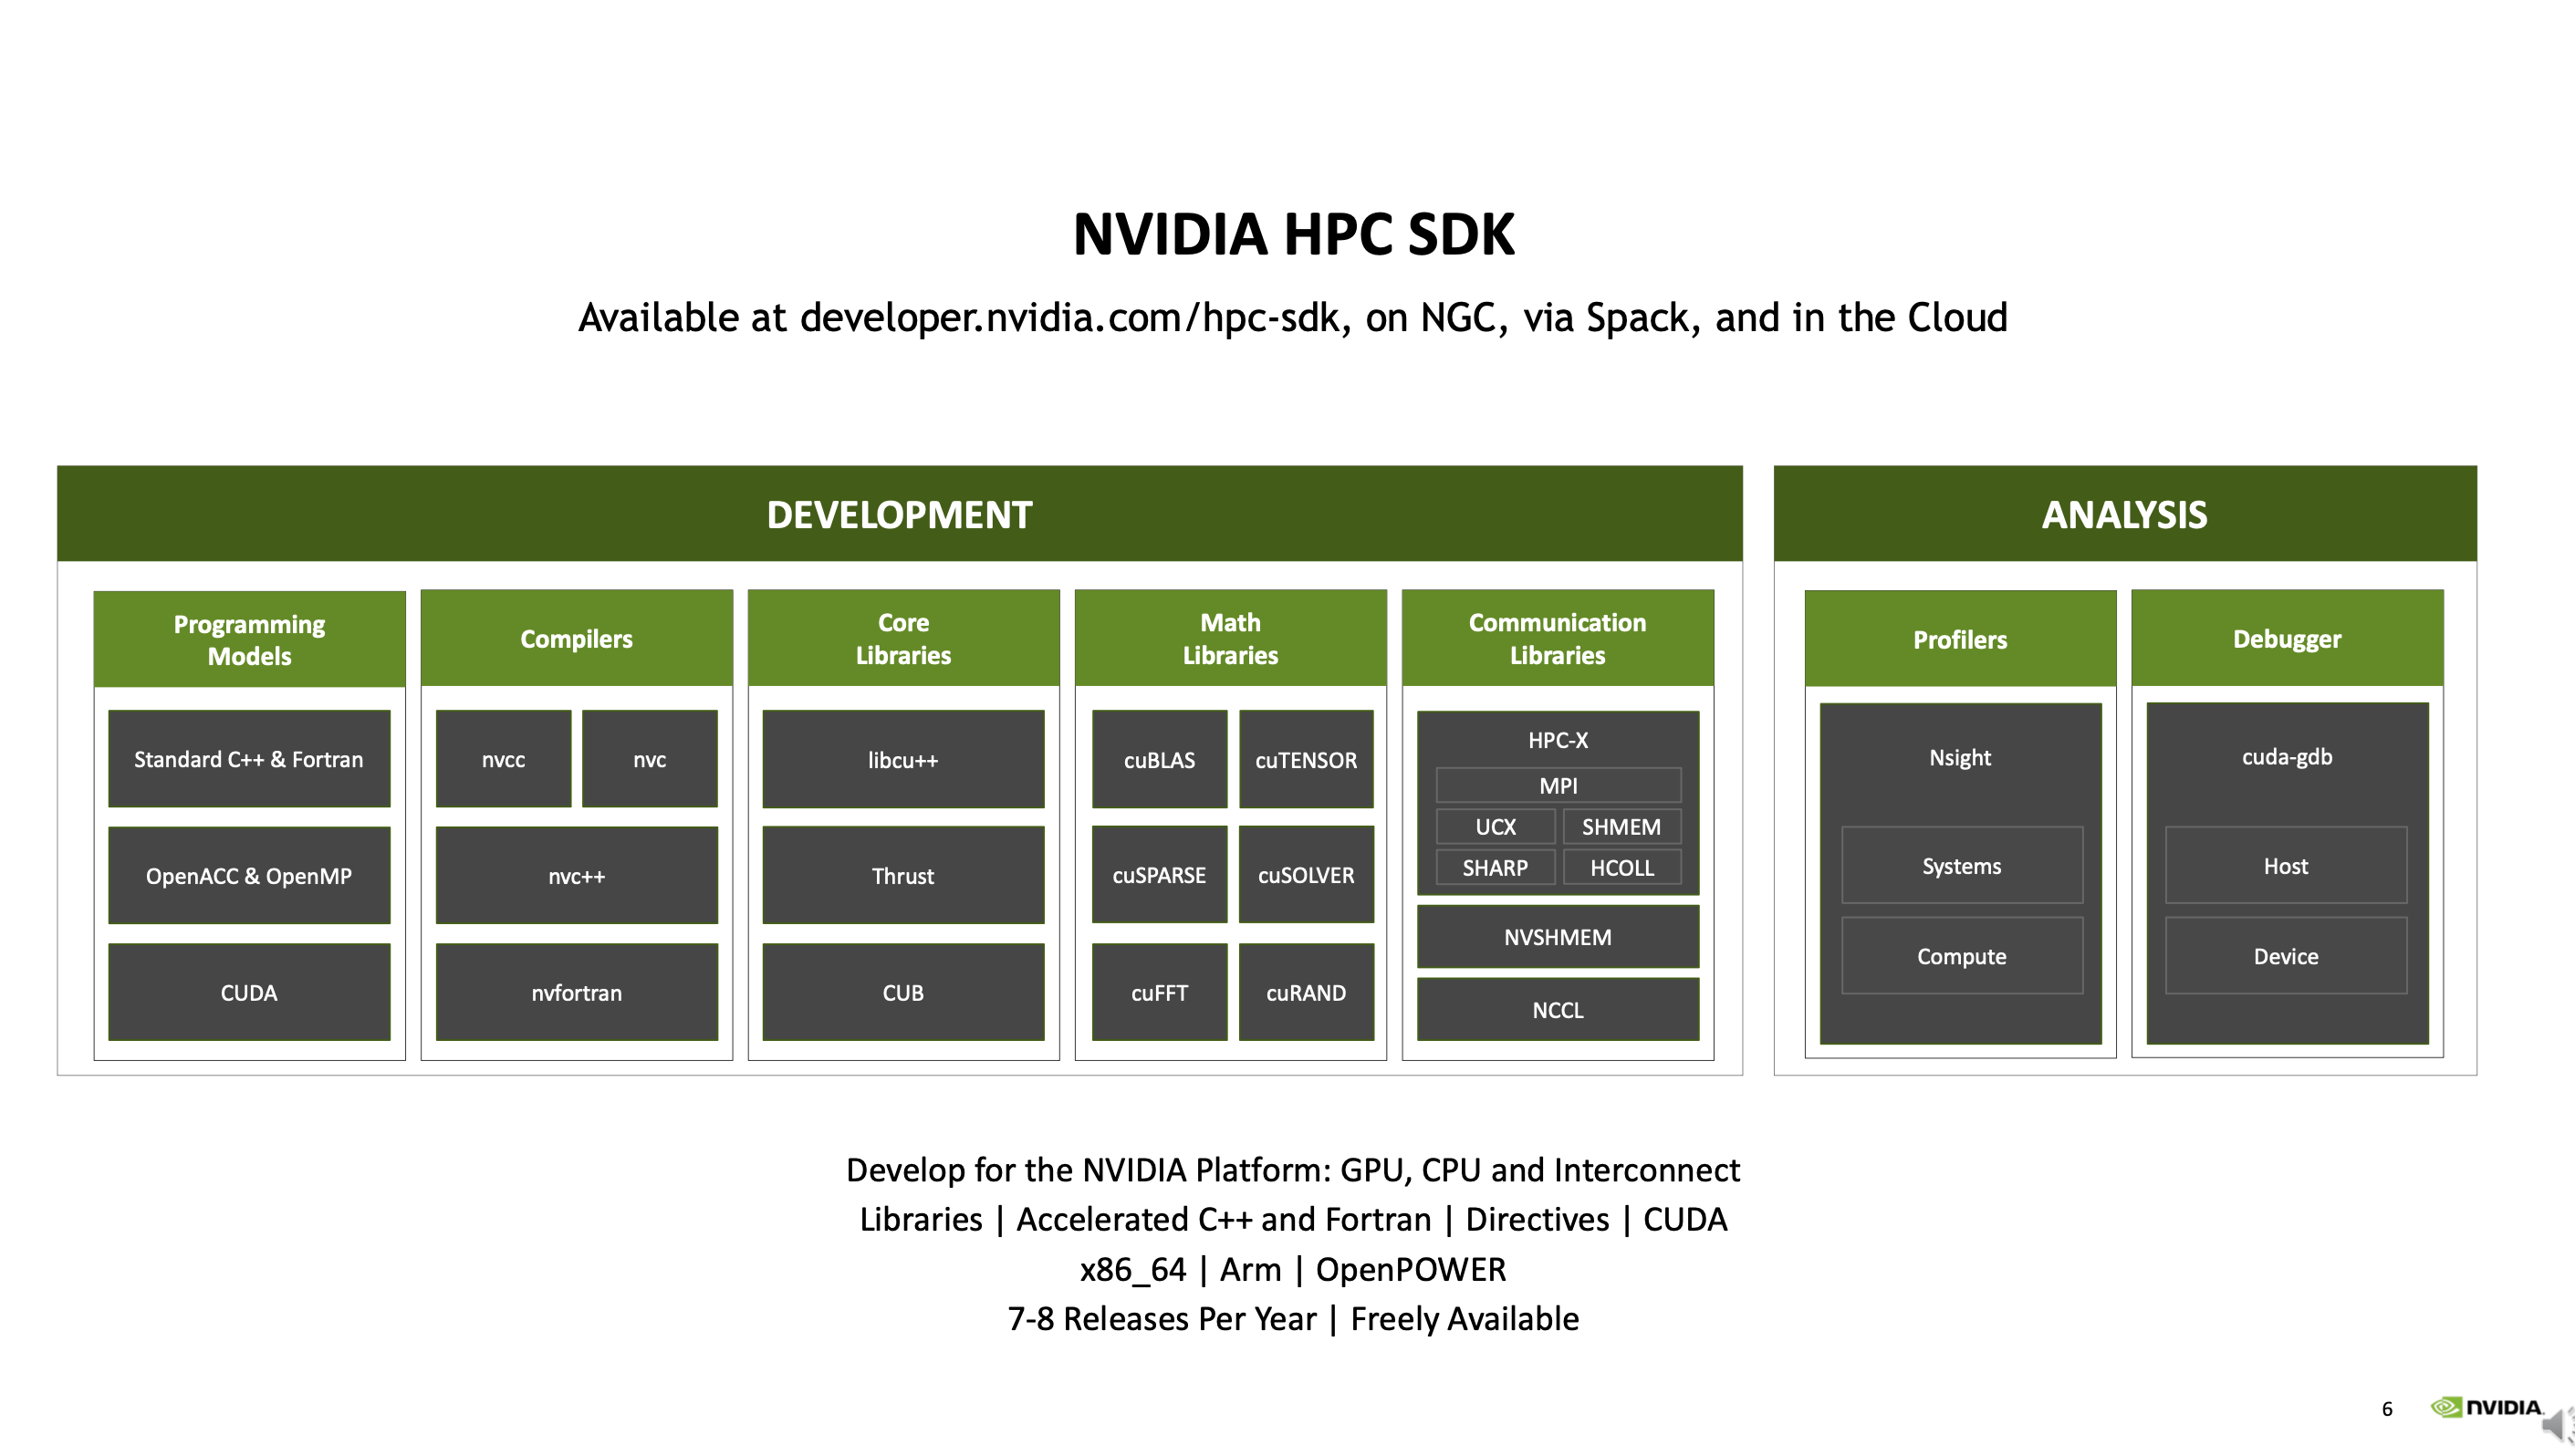 NVIDIA HPC SDK
Available at developer.nvidia.com/hpc-sdk, on NGC, via Spack, and in the Cloud
DEVELOPMENT
Programming
Models
Standard C++ & Fortran
OpenACC & OpenMP
CUDA
Compilers
nvcc
nvc
nvc++
nvfortran
Core
Libraries
libcu++
Thrust
CUB
Math
Libraries
cuBLAS
cuTENSOR
cuSPARSE
cuSOLVER
cuFFT
cuRAND
Communication
Libraries
HPC-X
MPI
UCX
SHMEM
SHARP
HCOLL
NVSHMEM
NCCL
ANALYSIS
Profilers
Nsight
Systems
Compute
Debugger
cuda-gdb
Host
Device
Develop for the NVIDIA Platform: GPU, CPU and Interconnect
Libraries | Accelerated C++ and Fortran | Directives | CUDA
x86_64 | Arm | OpenPOWER
7-8 Releases Per Year | Freely Available
6
NVIDIA.